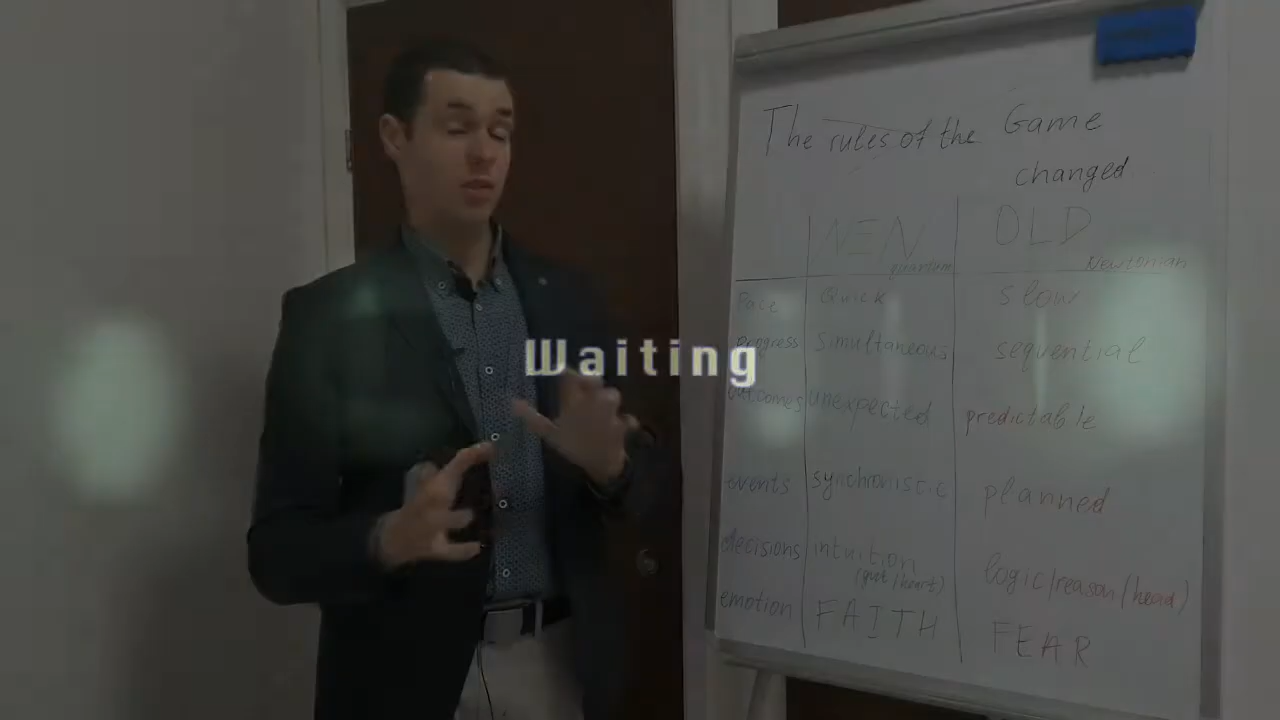 The rules of the Game
changed
NEW OLD
quantum Newtonian
Pace Quick slow
progress simultaneous sequential
Waiting
outcomes unexpected predictable
events synchronistic planned
decisions intuition logic/reason/(head)
(gut/heart)
emotion FAITH FEAR